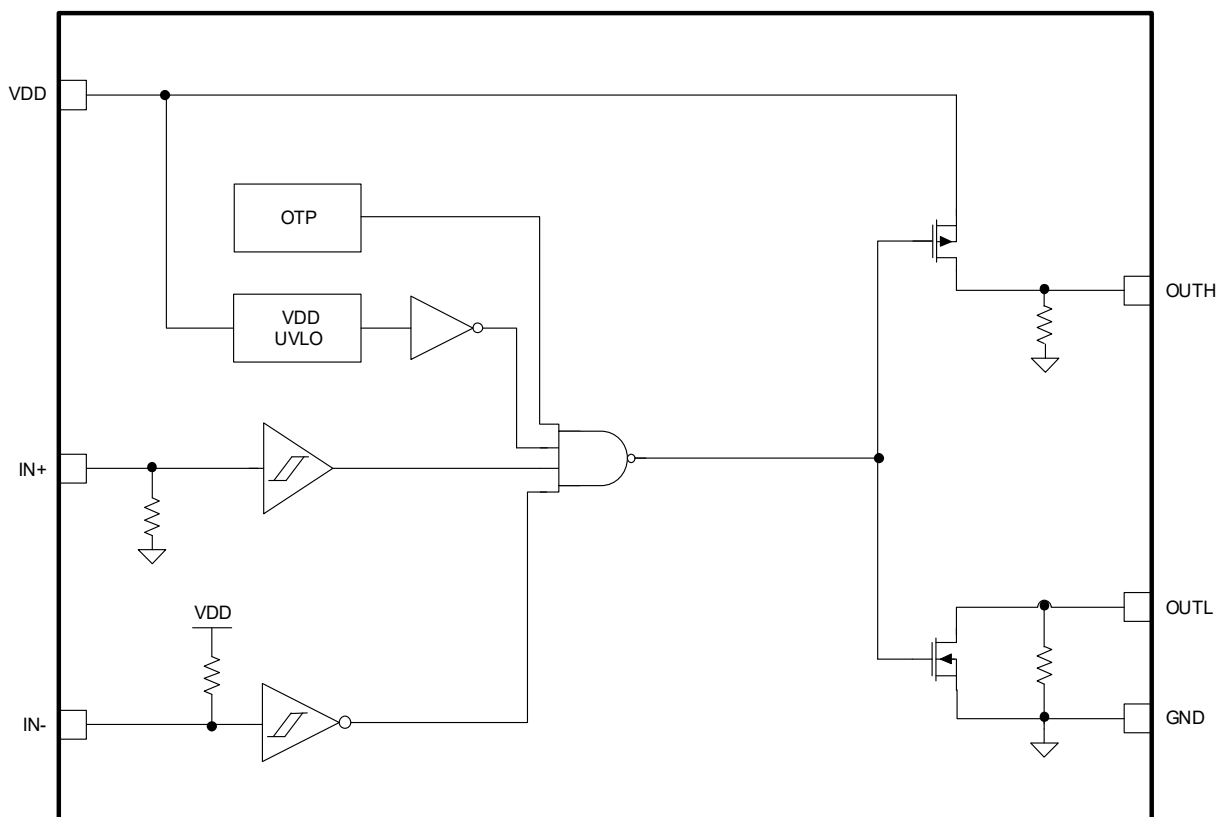 VDD
OTP
VDD
UVLO
OUTH
IN+
VDD
OUTL
IN-
GND